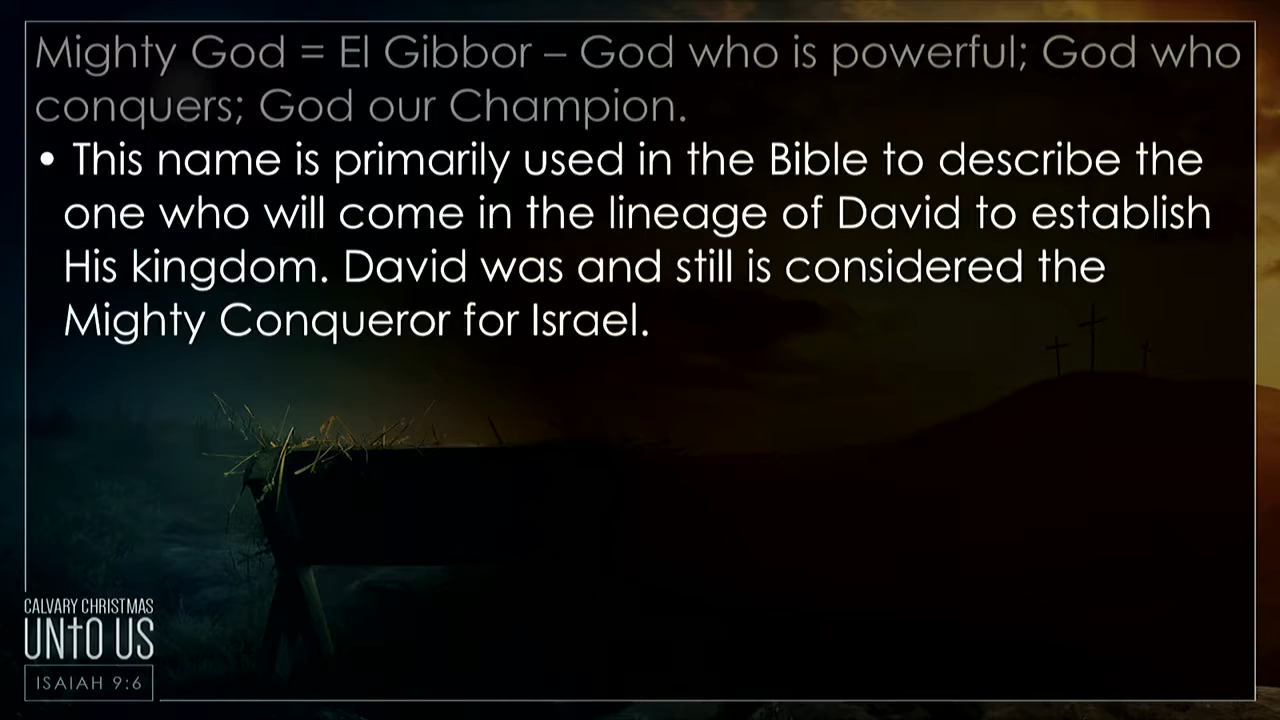 Mighty God = El Gibbor – God who is powerful; God who
conquers; God our Champion.
• This name is primarily used in the Bible to describe the
one who will come in the lineage of David to establish
His kingdom. David was and still is considered the
Mighty Conqueror for Israel.
CALVARY CHRISTMAS
UNTO US
ISAIAH 9:6